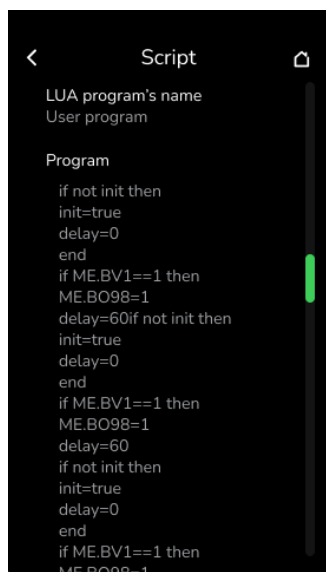 Script
LUA program's name
User program
Program
if not init then
init=true
delay=0
end
if ME.BV1==1 then
ME.BO98=1
delay=60if not init then
init=true
delay=0
end
if ME.BV1==1 then
ME.BO98=1
delay=60
if not init then
init=true
delay=0
end
if ME.BV1==1 then
ME.BO98=1